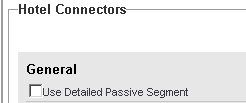 Hotel Connectors
General
Use Detailed Passive Segment